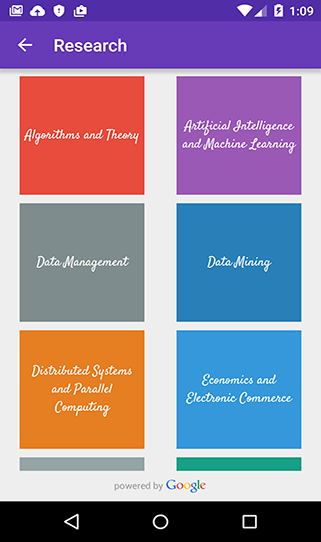 1:09
Research
Algorithms and Theory
Artificial Intelligence
and Machine Learning
Data Management
Data Mining
Distributed Systems
and Parallel
Computing
Economics and
Electronic Commerce
powered by Google